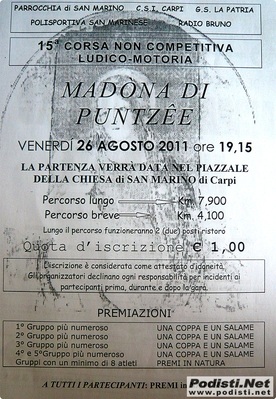 PARROCCHIA di SAN MARINO C.S.I. CARPI G.S. LA PATRIA
POLISPORTIVA SAN MARINESE RADIO BRUNO
15ª CORSA NON COMPETITIVA
LUDICO-MOTORIA
MADÒNA DI
PUNTZÊE
VENERDÌ 26 AGOSTO 2011 ore 19,15
LA PARTENZA VERRÀ DATA NEL PIAZZALE
DELLA CHIESA di SAN MARINO di Carpi
Percorso lungo Km. 7,900
Percorso breve Km. 4,100
Lungo il percorso funzioneranno 2 (due) posti ristoro
Quota d'iscrizione € 1,00
L'iscrizione è considerata come attestato d'idoneità.
Gli organizzatori declinano ogni responsabilità per incidenti ai
partecipanti prima, durante e dopo la gara.
PREMIAZIONI
1° Gruppo più numeroso UNA COPPA E UN SALAME
2° Gruppo più numeroso UNA COPPA E UN SALAME
3° Gruppo più numeroso UNA COPPA E UN SALAME
4° e 5° Gruppo più numeroso UNA COPPA E UN SALAME
Gruppi con un minimo di 8 atleti PREMI IN NATURA
A TUTTI I PARTECIPANTI: PREMI
Podisti.Net
www.podisti.net